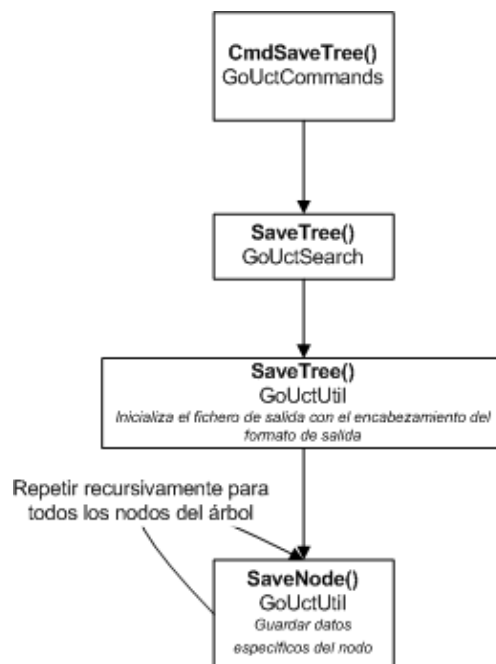 CmdSaveTree()
GoUctCommands
SaveTree()
GoUctSearch
SaveTree()
GoUctUtil
Inicializa el fichero de salida con el encabezamiento del
formato de salida
Repetir recursivamente para
todos los nodos del árbol
SaveNode()
GoUctUtil
Guardar datos
específicos del nodo